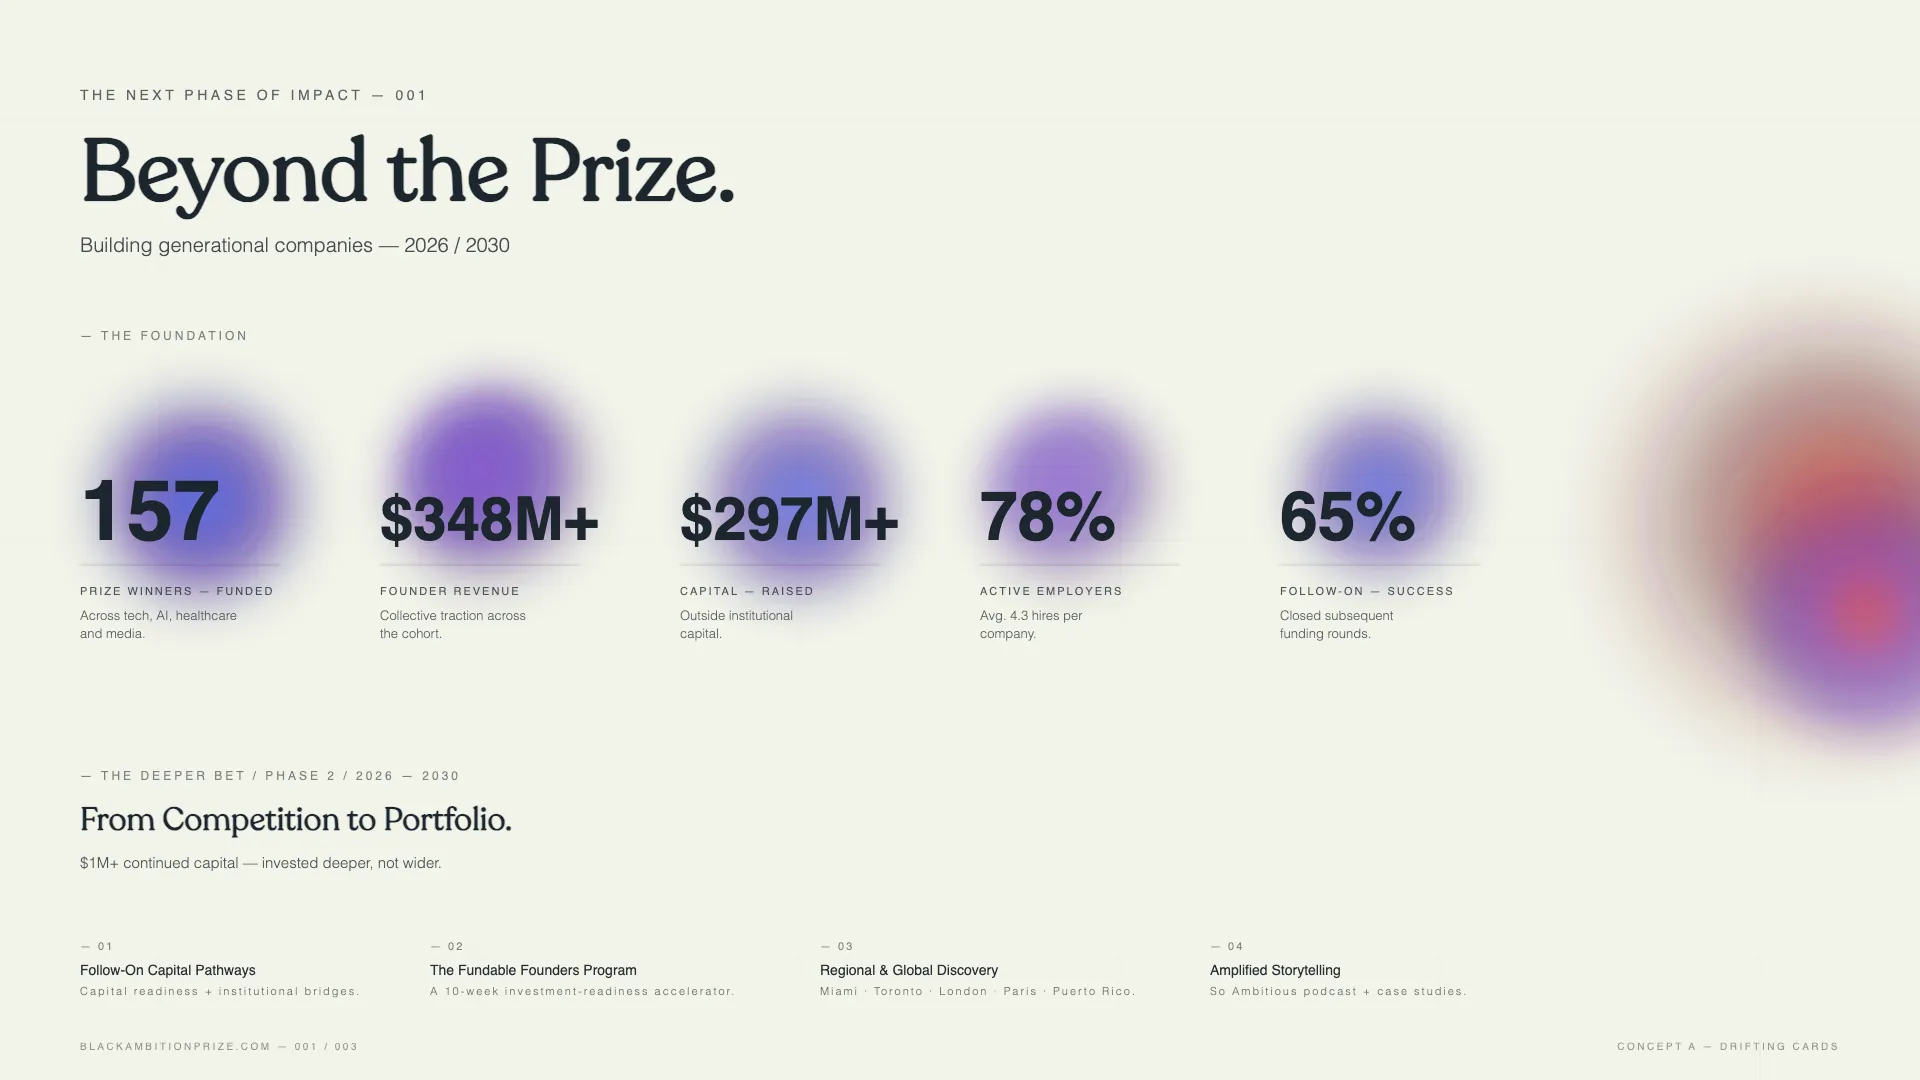 THE NEXT PHASE OF IMPACT — 001
Beyond the Prize.
Building generational companies — 2026 / 2030
— THE FOUNDATION
157
PRIZE WINNERS — FUNDED
Across tech, AI, healthcare
and media.
$348M+
FOUNDER REVENUE
Collective traction across
the cohort.
$297M+
CAPITAL — RAISED
Outside institutional
capital.
78%
ACTIVE EMPLOYERS
Avg. 4.3 hires per
company.
65%
FOLLOW-ON — SUCCESS
Closed subsequent
funding rounds.
— THE DEEPER BET / PHASE 2 / 2026 — 2030
From Competition to Portfolio.
$1M+ continued capital — invested deeper, not wider.
— 01
Follow-On Capital Pathways
Capital readiness + institutional bridges.
— 02
The Fundable Founders Program
A 10-week investment-readiness accelerator.
— 03
Regional & Global Discovery
Miami · Toronto · London · Paris · Puerto Rico.
— 04
Amplified Storytelling
So Ambitious podcast + case studies.
BLACKAMBITIONPRIZE.COM — 001 / 003
CONCEPT A — DRIFTING CARDS